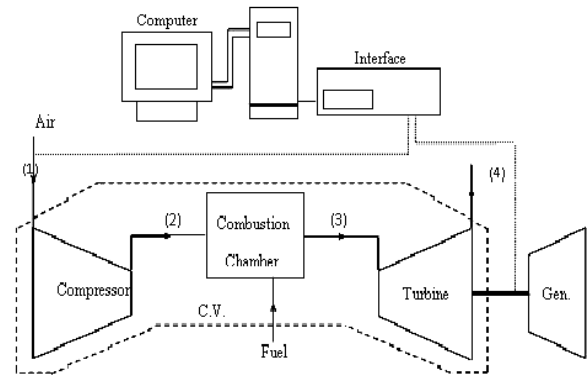 Computer
Interface
Air
(1)
(4)
(2)
Combustion
Chamber
(3)
Compressor
Turbine
Gen.
C.V.
Fuel